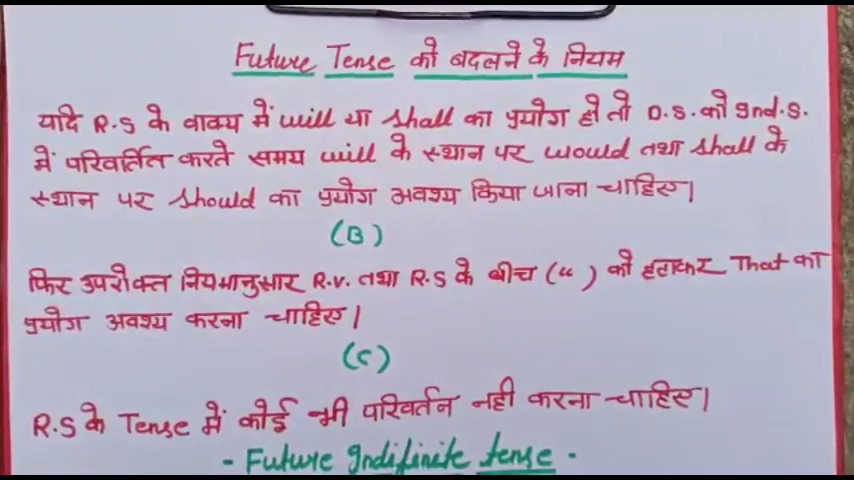 Future Tense को बदलने के नियम
यदि R.S के वाक्य में will या shall का प्रयोग हो तो D.S. को Ind.S.
में परिवर्तित करते समय will के स्थान पर would तथा shall के
स्थान पर should का प्रयोग अवश्य किया जाना चाहिए।
(B)
फिर उपरोक्त नियमानुसार R.V. तथा R.S के बीच (“ ) को हटाकर That का
प्रयोग अवश्य करना चाहिए।
(C)
R.S के Tense में कोई भी परिवर्तन नही करना चाहिए।
- Future Indifinite tense -